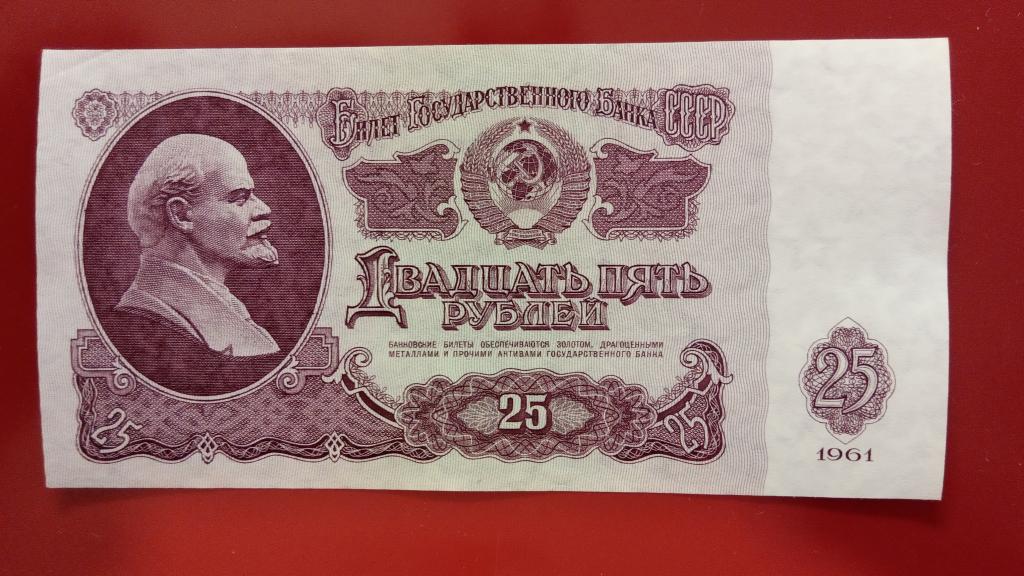 Билет Государственного Банка СССР
Двадцать пять
рублей
БАНКОВСКИЕ БИЛЕТЫ ОБЕСПЕЧИВАЮТСЯ ЗОЛОТОМ, ДРАГОЦЕННЫМИ
МЕТАЛЛАМИ И ПРОЧИМИ АКТИВАМИ ГОСУДАРСТВЕННОГО БАНКА
25
25
25
25
1961